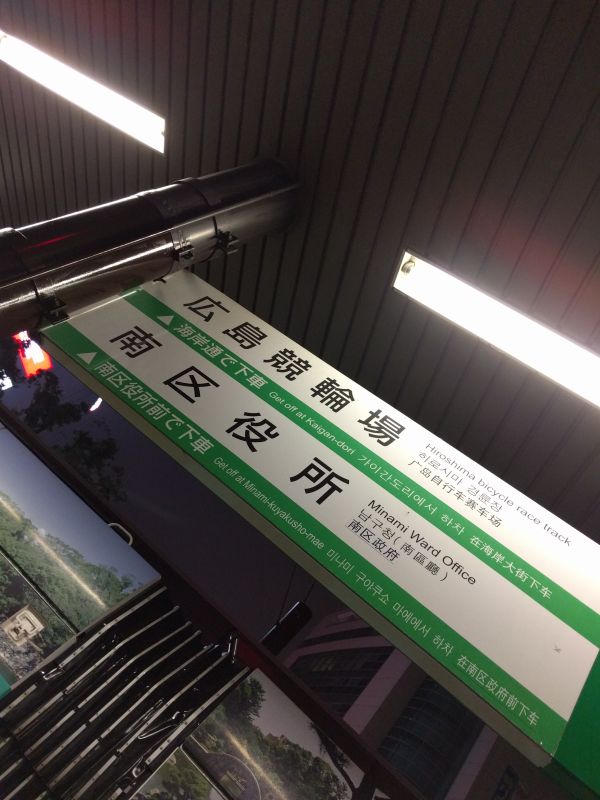 広島競輪場
Hiroshima bicycle race track
히로시마 경륜장
广岛自行车赛车场
▲海岸通で下車 Get off at Kaigan-dori 가이간도리에서 하차 在海岸大街下车
南区役所
Minami Ward Office
남구청(南區廳)
南区政府
▲南区役所前で下車 Get off at Minami-kuyakusho-mae 미나미 구야쿠쇼 마에에서 하차 在南区政府前下车